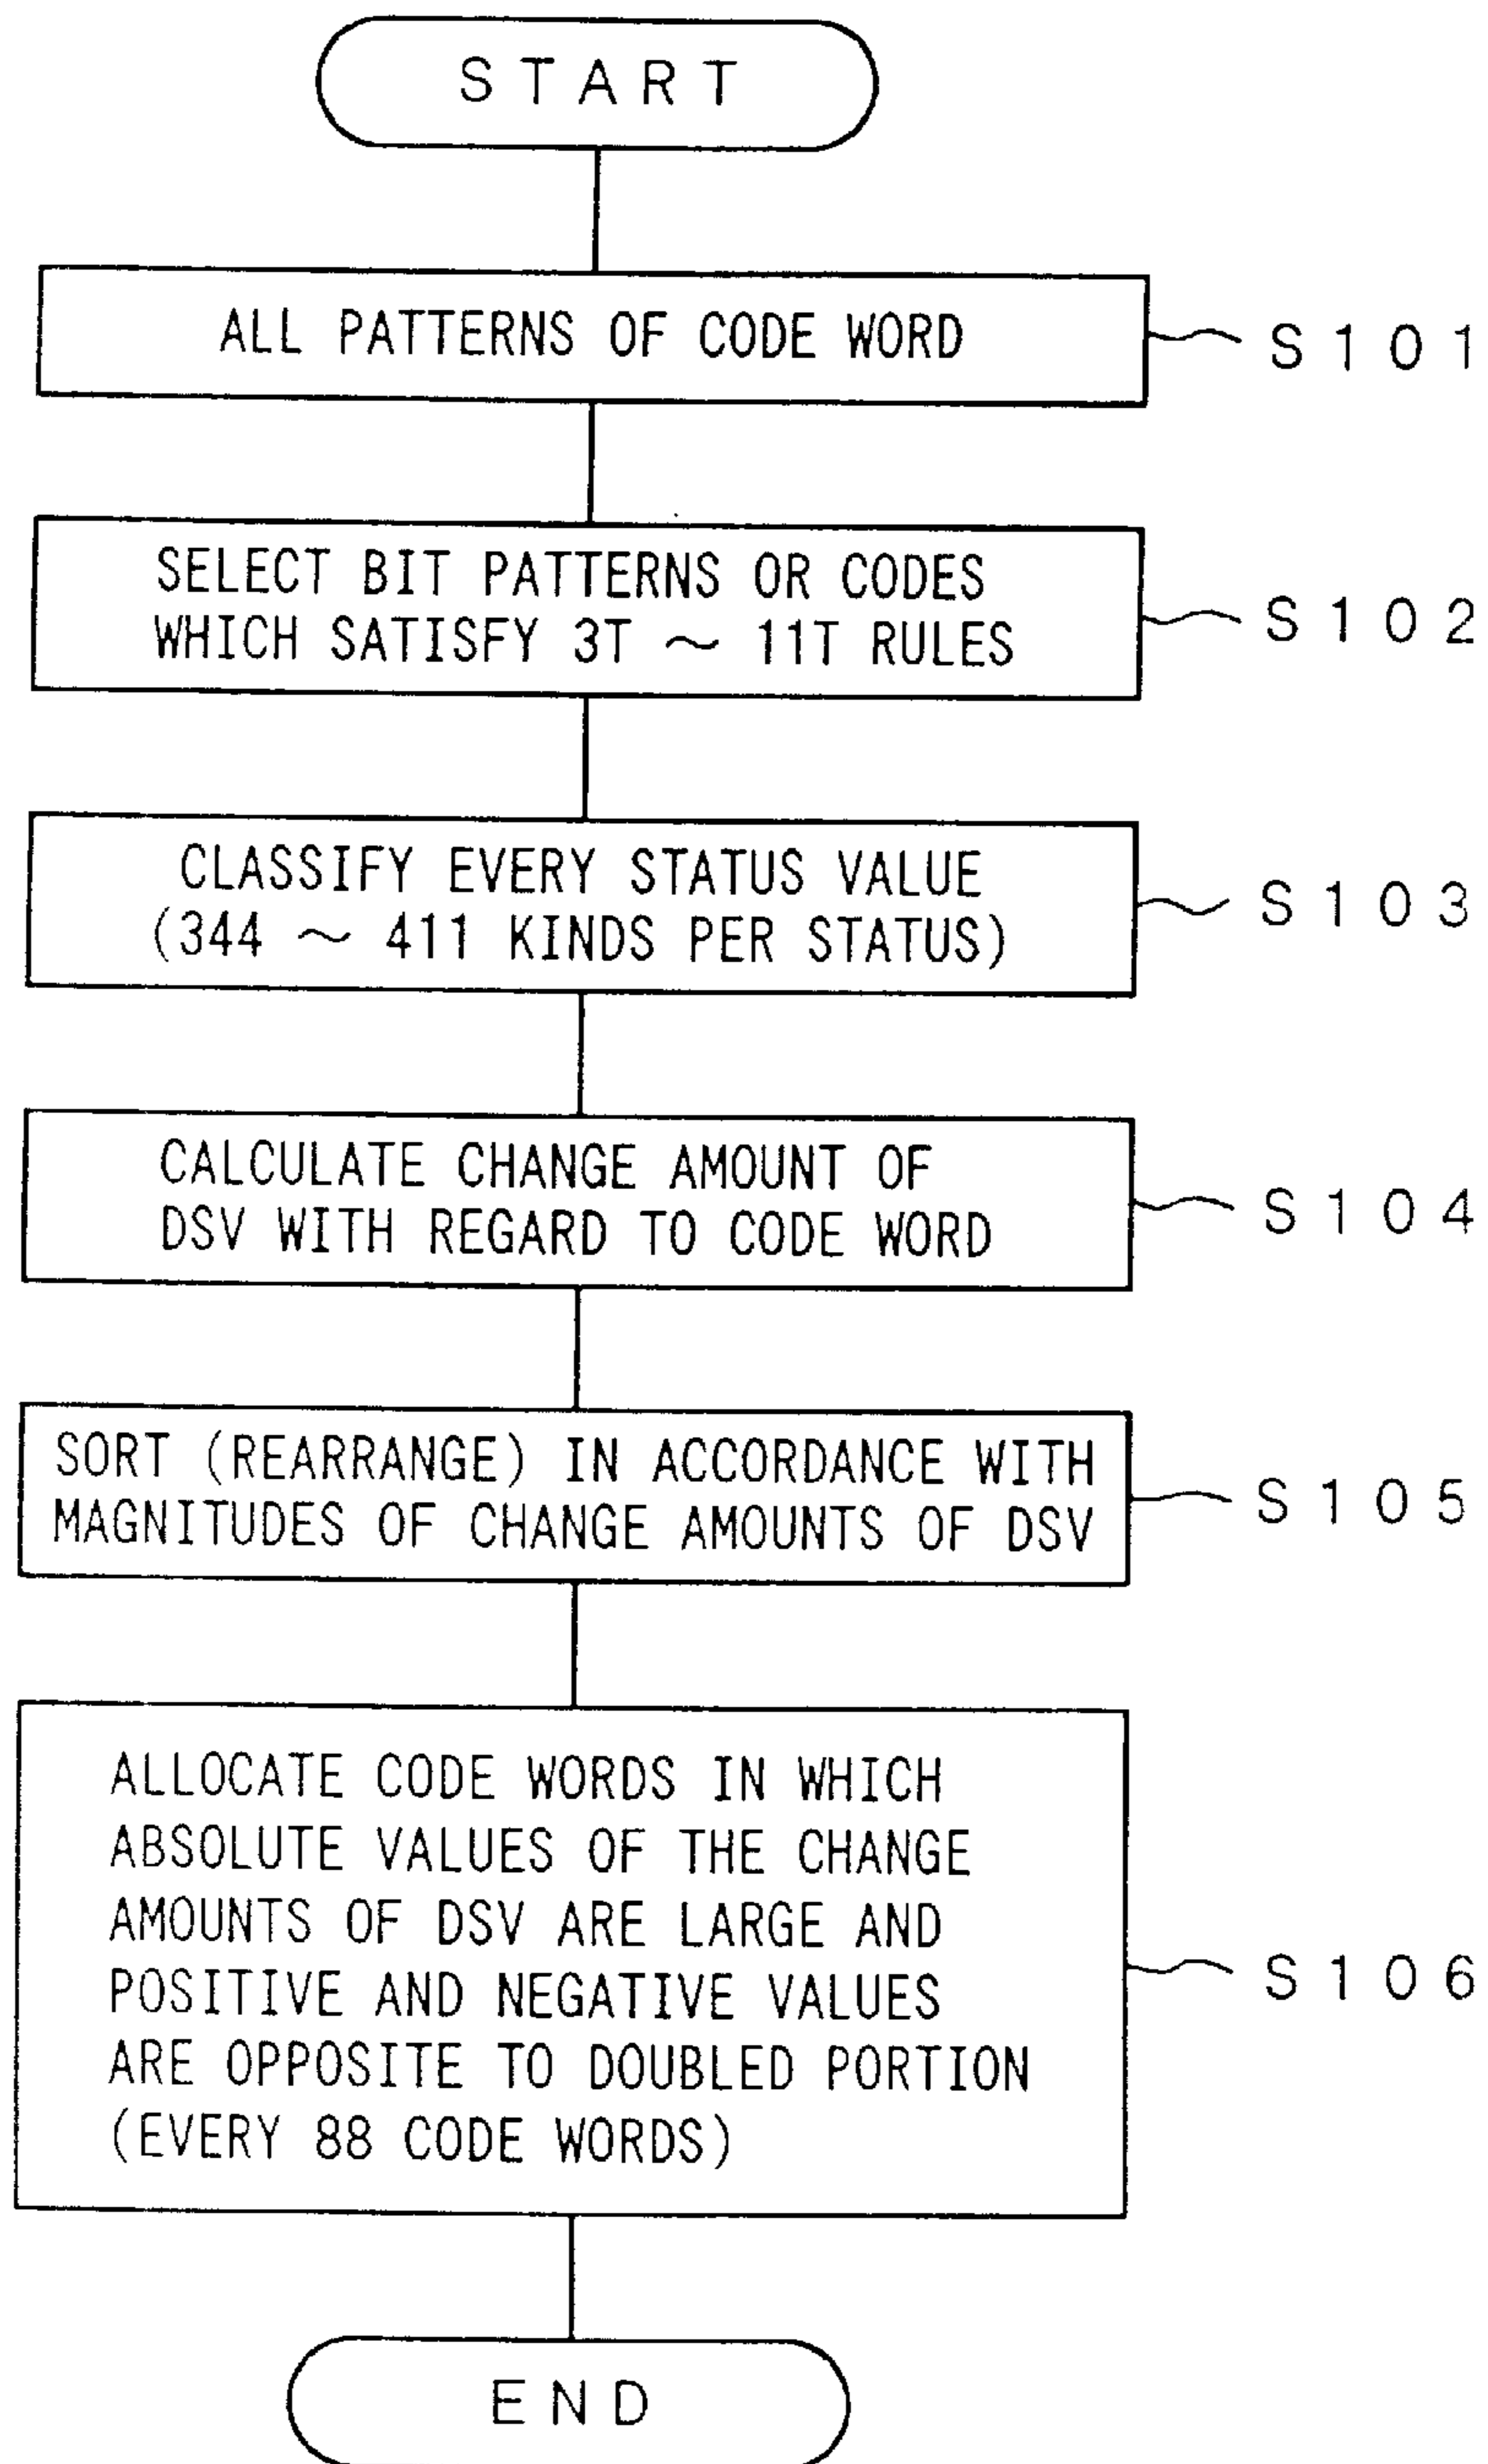 START
ALL PATTERNS OF CODE WORD
S101
SELECT BIT PATTERNS OR CODES
WHICH SATISFY 3T ~ 11T RULES
S102
CLASSIFY EVERY STATUS VALUE
(344 ~ 411 KINDS PER STATUS)
S103
CALCULATE CHANGE AMOUNT OF
DSV WITH REGARD TO CODE WORD
S104
SORT (REARRANGE) IN ACCORDANCE WITH
MAGNITUDES OF CHANGE AMOUNTS OF DSV
S105
ALLOCATE CODE WORDS IN WHICH
ABSOLUTE VALUES OF THE CHANGE
AMOUNTS OF DSV ARE LARGE AND
POSITIVE AND NEGATIVE VALUES
ARE OPPOSITE TO DOUBLED PORTION
(EVERY 88 CODE WORDS)
S106
END